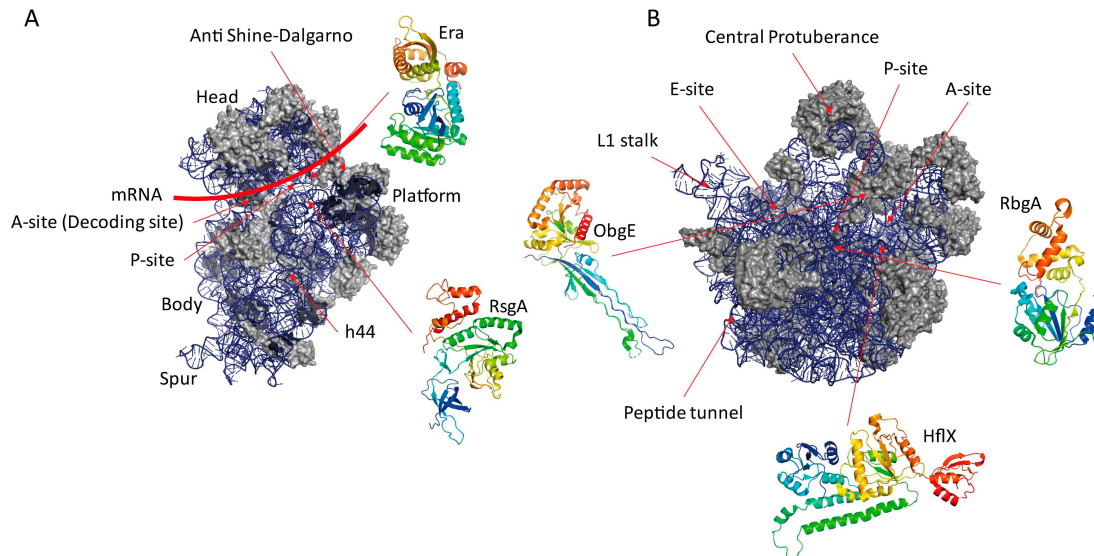 A
Anti Shine-Dalgarno
Era
Head
mRNA
Platform
A-site (Decoding site)
P-site
Body
RsgA
h44
Spur
B
Central Protuberance
P-site
E-site
A-site
L1 stalk
RbgA
ObgE
Peptide tunnel
HflX